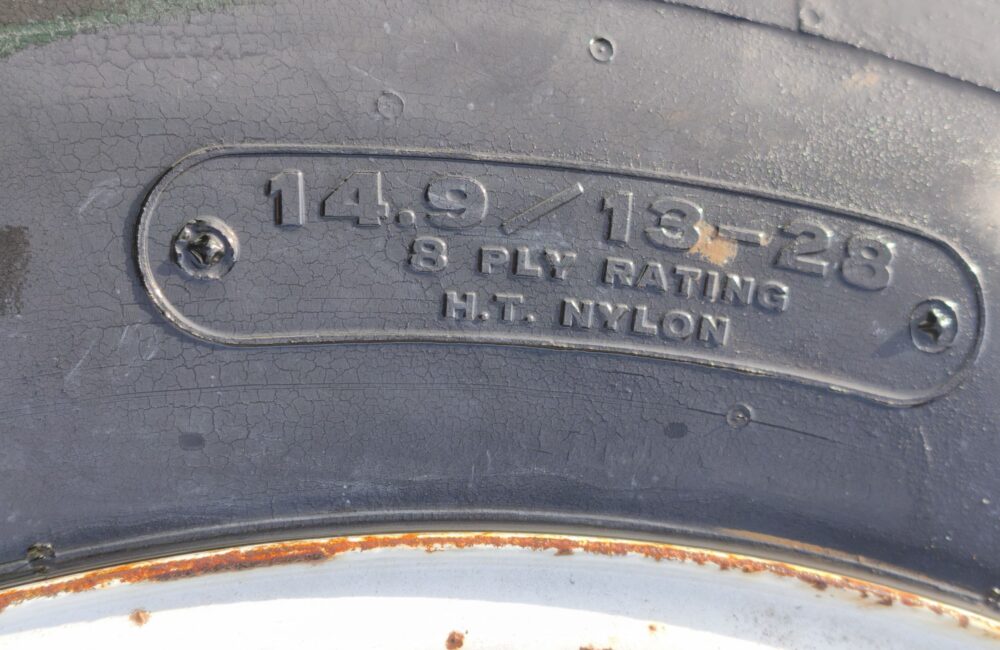 14.9/13-28
8 PLY RATING
H.T. NYLON